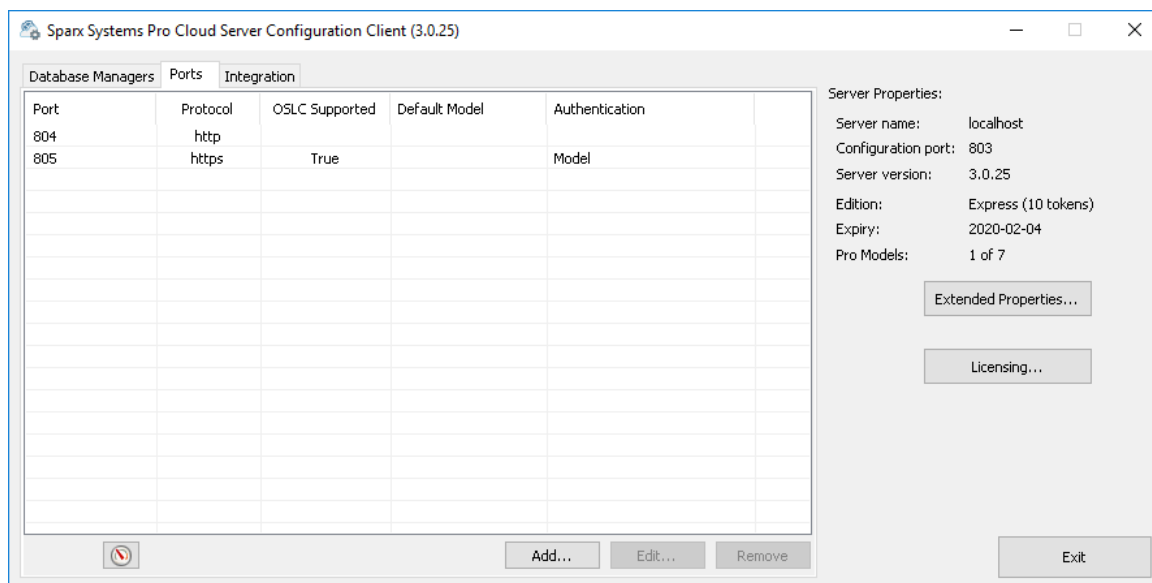 Sparx Systems Pro Cloud Server Configuration Client (3.0.25)
Database Managers Ports Integration
Port Protocol OSLC Supported Default Model Authentication
804 http
805 https True Model
Server Properties:
Server name: localhost
Configuration port: 803
Server version: 3.0.25
Edition: Express (10 tokens)
Expiry: 2020-02-04
Pro Models: 1 of 7
Extended Properties...
Licensing...
Add... Edit... Remove
Exit